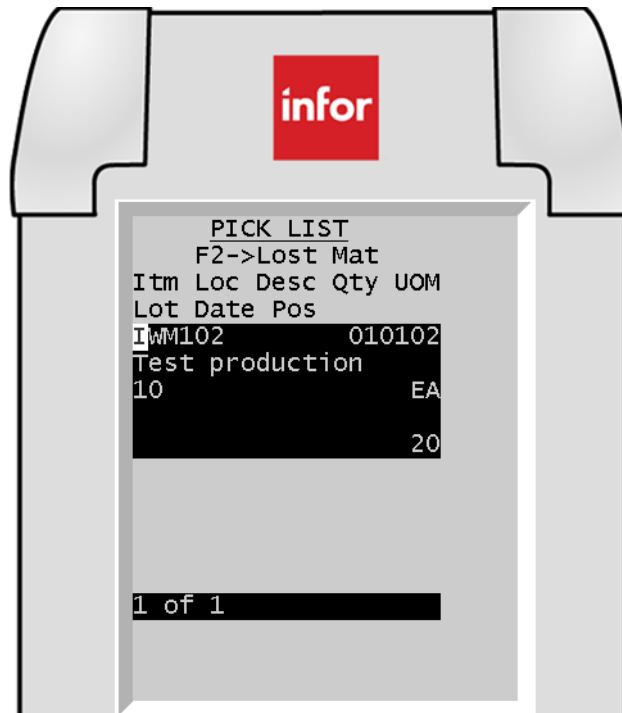 infor
PICK LIST
F2->Lost Mat
Itm Loc Desc Qty UOM
Lot Date Pos
IWM102 010102
Test production
10 EA
20
1 of 1